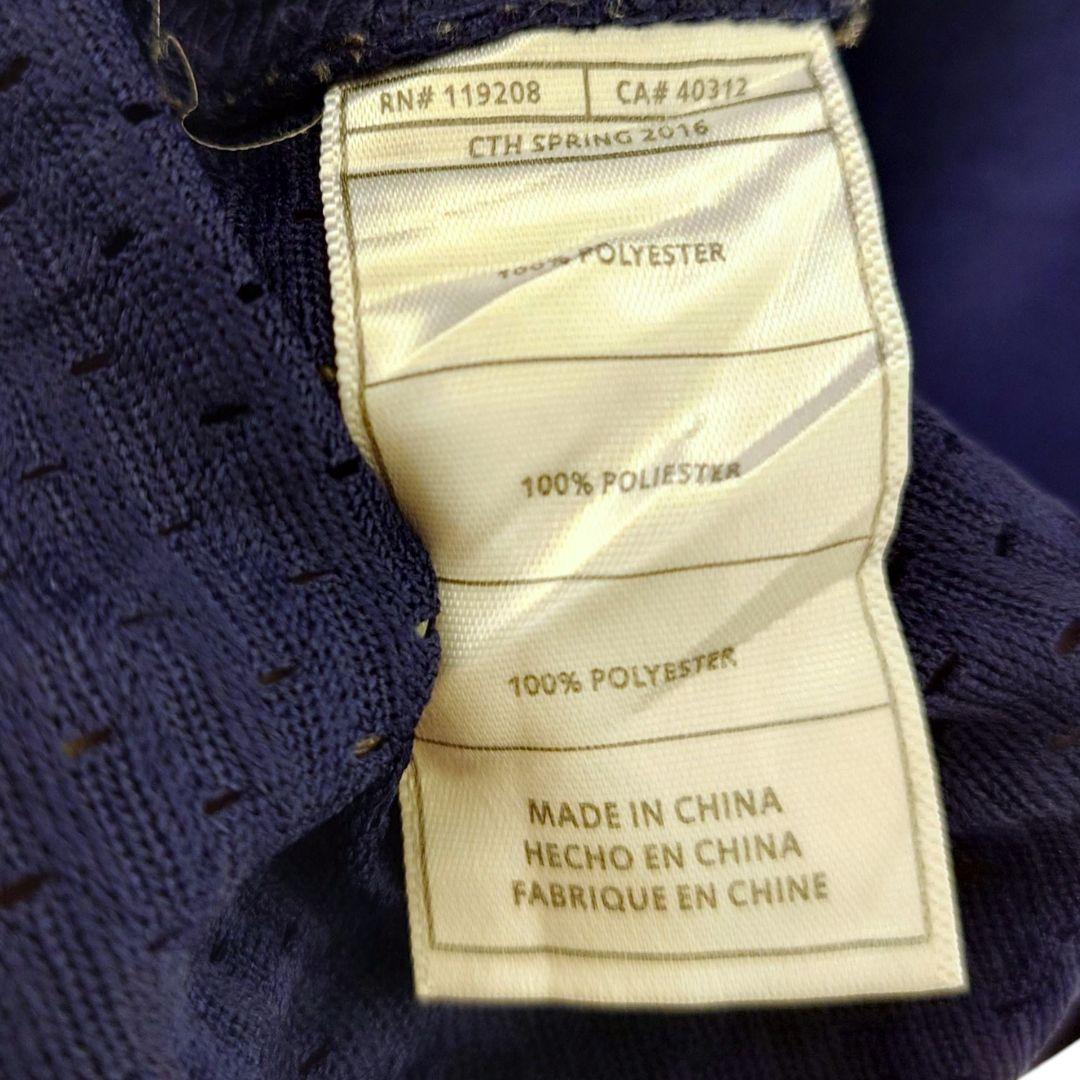 RN# 119208 CA# 40312
CTH SPRING 2016
100% POLYESTER
100% POLIESTER
100% POLYESTER
MADE IN CHINA
HECHO EN CHINA
FABRIQUE EN CHINE